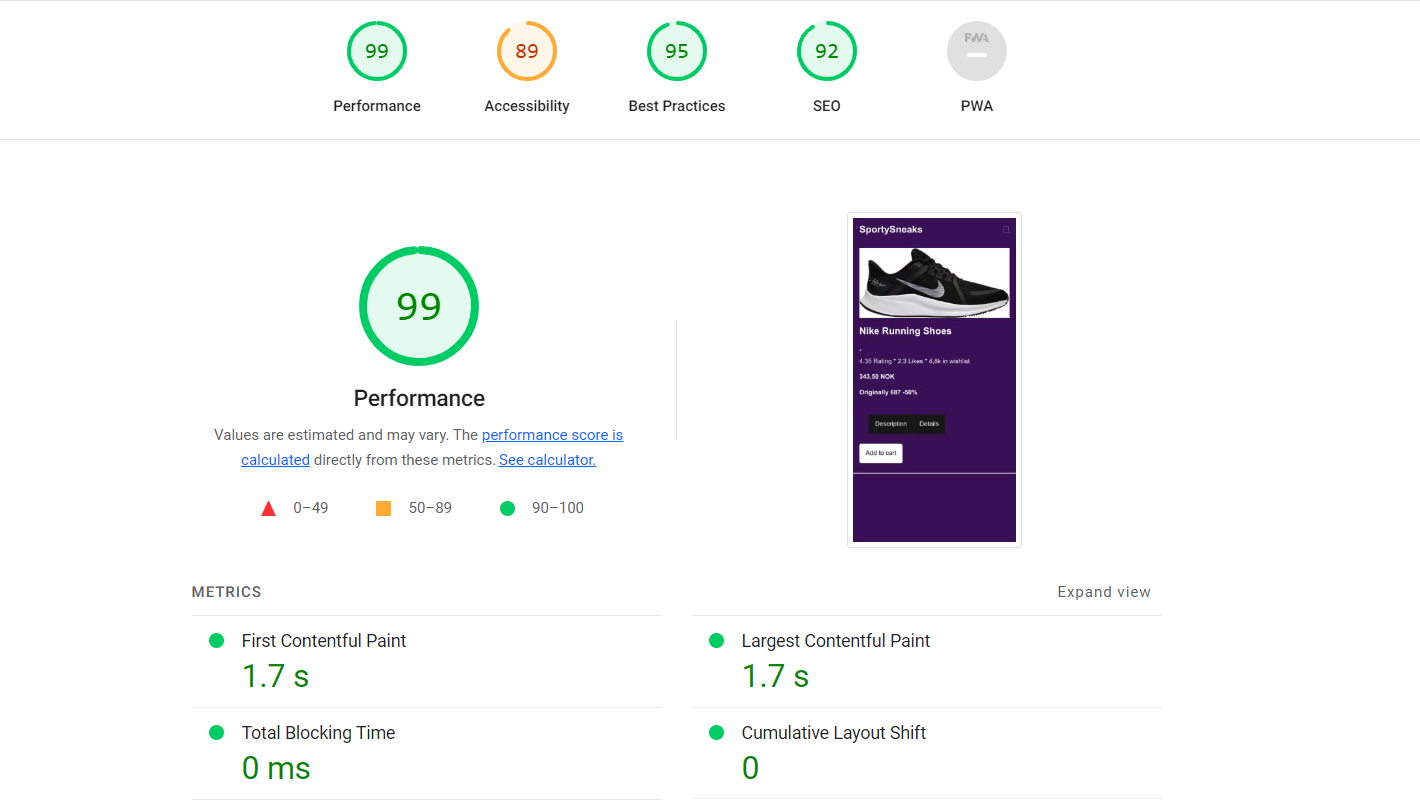 99
89
95
92
PWA
Performance
Accessibility
Best Practices
SEO
PWA
99
Performance
Values are estimated and may vary. The performance score is
calculated directly from these metrics. See calculator.
0–49
50–89
90–100
SportySneaks
Nike Running Shoes
4.35 Rating * 2.3 Likes * 4,8k in wishlist
343,50 NOK
Originally 687 -50%
Description
Details
Add to cart
METRICS
Expand view
First Contentful Paint
1.7 s
Largest Contentful Paint
1.7 s
Total Blocking Time
0 ms
Cumulative Layout Shift
0